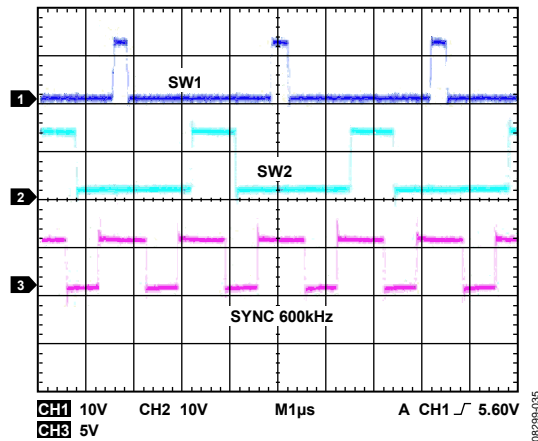 SW1
1
SW2
2
3
SYNC 600kHz
CH1 10V CH2 10V M1µs A CH1 5.60V
CH3 5V
08299-035